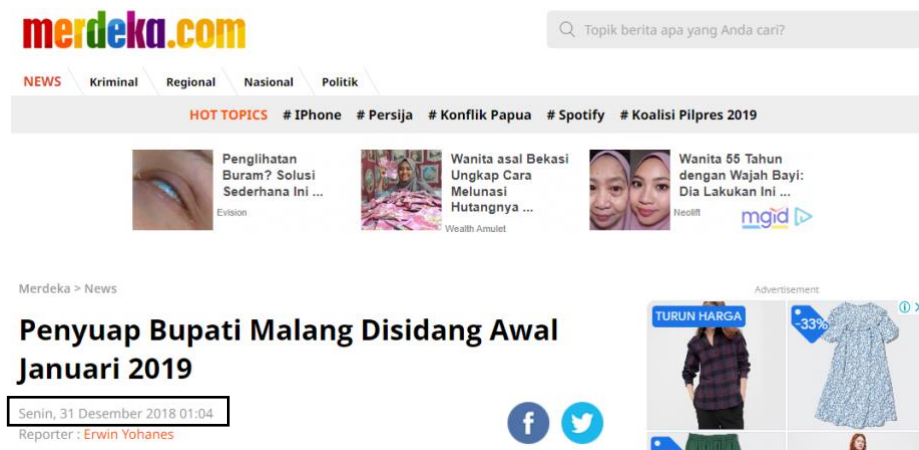 merdeka.com
Topik berita apa yang Anda cari?
NEWS Kriminal Regional Nasional Politik
HOT TOPICS # IPhone # Persija # Konflik Papua # Spotify # Koalisi Pilpres 2019
Penglihatan
Buram? Solusi
Sederhana Ini ...
Evision
Wanita asal Bekasi
Ungkap Cara
Melunasi
Hutangnya ...
Wealth Amulet
Wanita 55 Tahun
dengan Wajah Bayi:
Dia Lakukan Ini ...
Neolift
mgid
Merdeka > News
Penyuap Bupati Malang Disidang Awal
Januari 2019
Senin, 31 Desember 2018 01:04
Reporter : Erwin Yohanes
Advertisement
TURUN HARGA
-33%